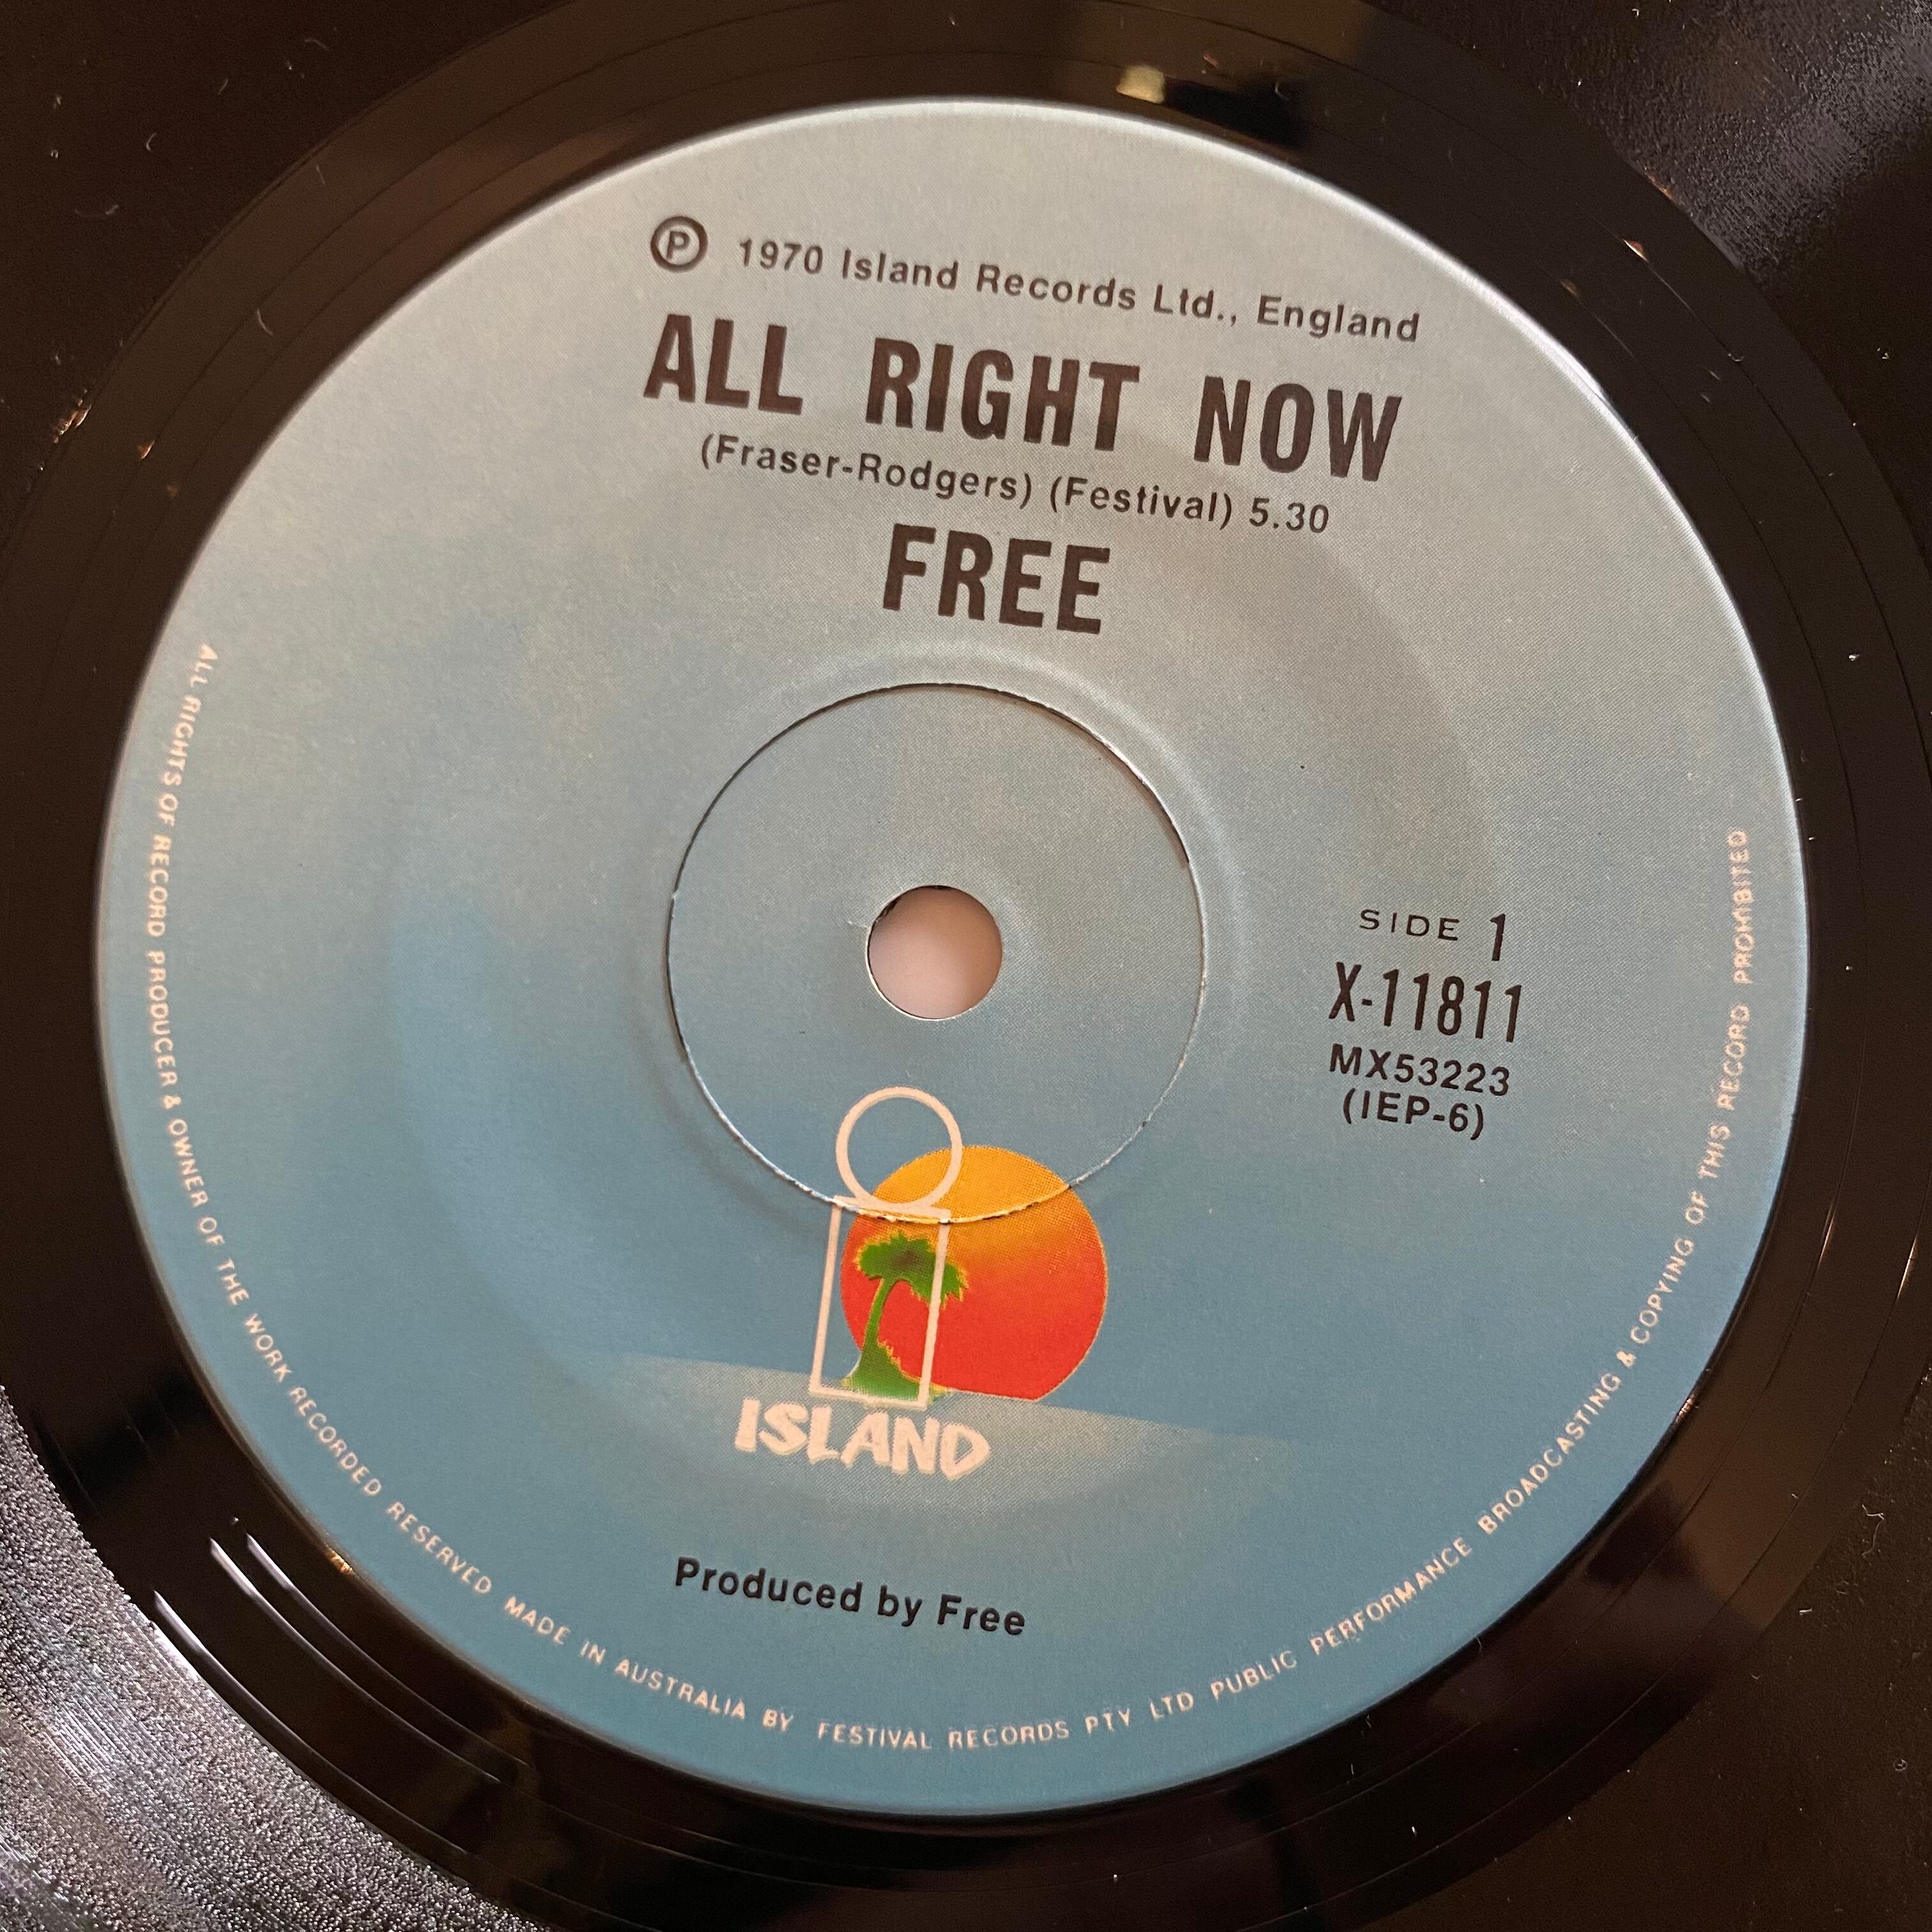 Ⓟ 1970 Island Records Ltd., England
ALL RIGHT NOW
(Fraser-Rodgers) (Festival) 5.30
FREE
SIDE 1
X-11811
MX53223
(IEP-6)
ISLAND
Produced by Free
ALL RIGHTS OF RECORD PRODUCER & OWNER OF THE WORK RECORDED RESERVED MADE IN AUSTRALIA BY FESTIVAL RECORDS PTY LTD PUBLIC PERFORMANCE BROADCASTING & COPYING OF THIS RECORD PROHIBITED